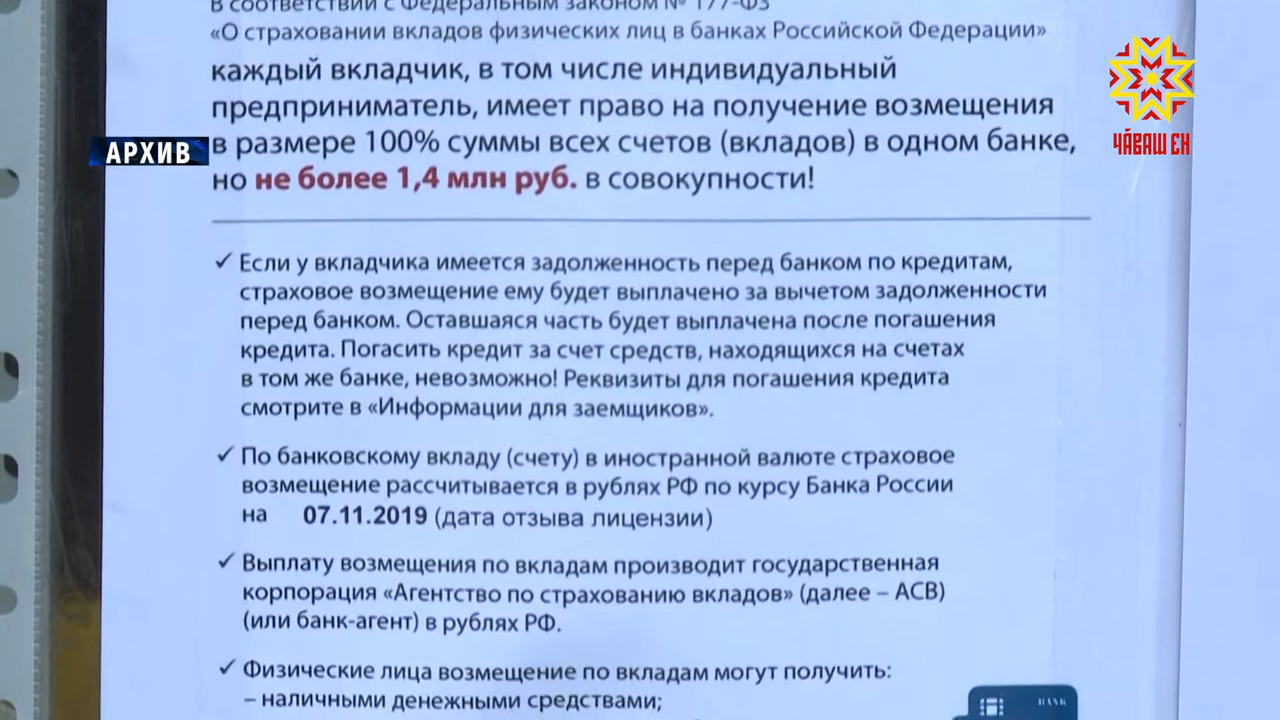 в соответствии с Федеральным законом № 177-ФЗ
«О страховании вкладов физических лиц в банках Российской Федерации»
каждый вкладчик, в том числе индивидуальный
предприниматель, имеет право на получение возмещения
в размере 100% суммы всех счетов (вкладов) в одном банке,
но не более 1,4 млн руб. в совокупности!
АРХИВ
ЧӐВАШ ЕН
✓ Если у вкладчика имеется задолженность перед банком по кредитам,
страховое возмещение ему будет выплачено за вычетом задолженности
перед банком. Оставшаяся часть будет выплачена после погашения
кредита. Погасить кредит за счет средств, находящихся на счетах
в том же банке, невозможно! Реквизиты для погашения кредита
смотрите в «Информации для заемщиков».
✓ По банковскому вкладу (счету) в иностранной валюте страховое
возмещение рассчитывается в рублях РФ по курсу Банка России
на 07.11.2019 (дата отзыва лицензии)
✓ Выплату возмещения по вкладам производит государственная
корпорация «Агентство по страхованию вкладов» (далее – АСВ)
(или банк-агент) в рублях РФ.
✓ Физические лица возмещение по вкладам могут получить:
– наличными денежными средствами;
BANK